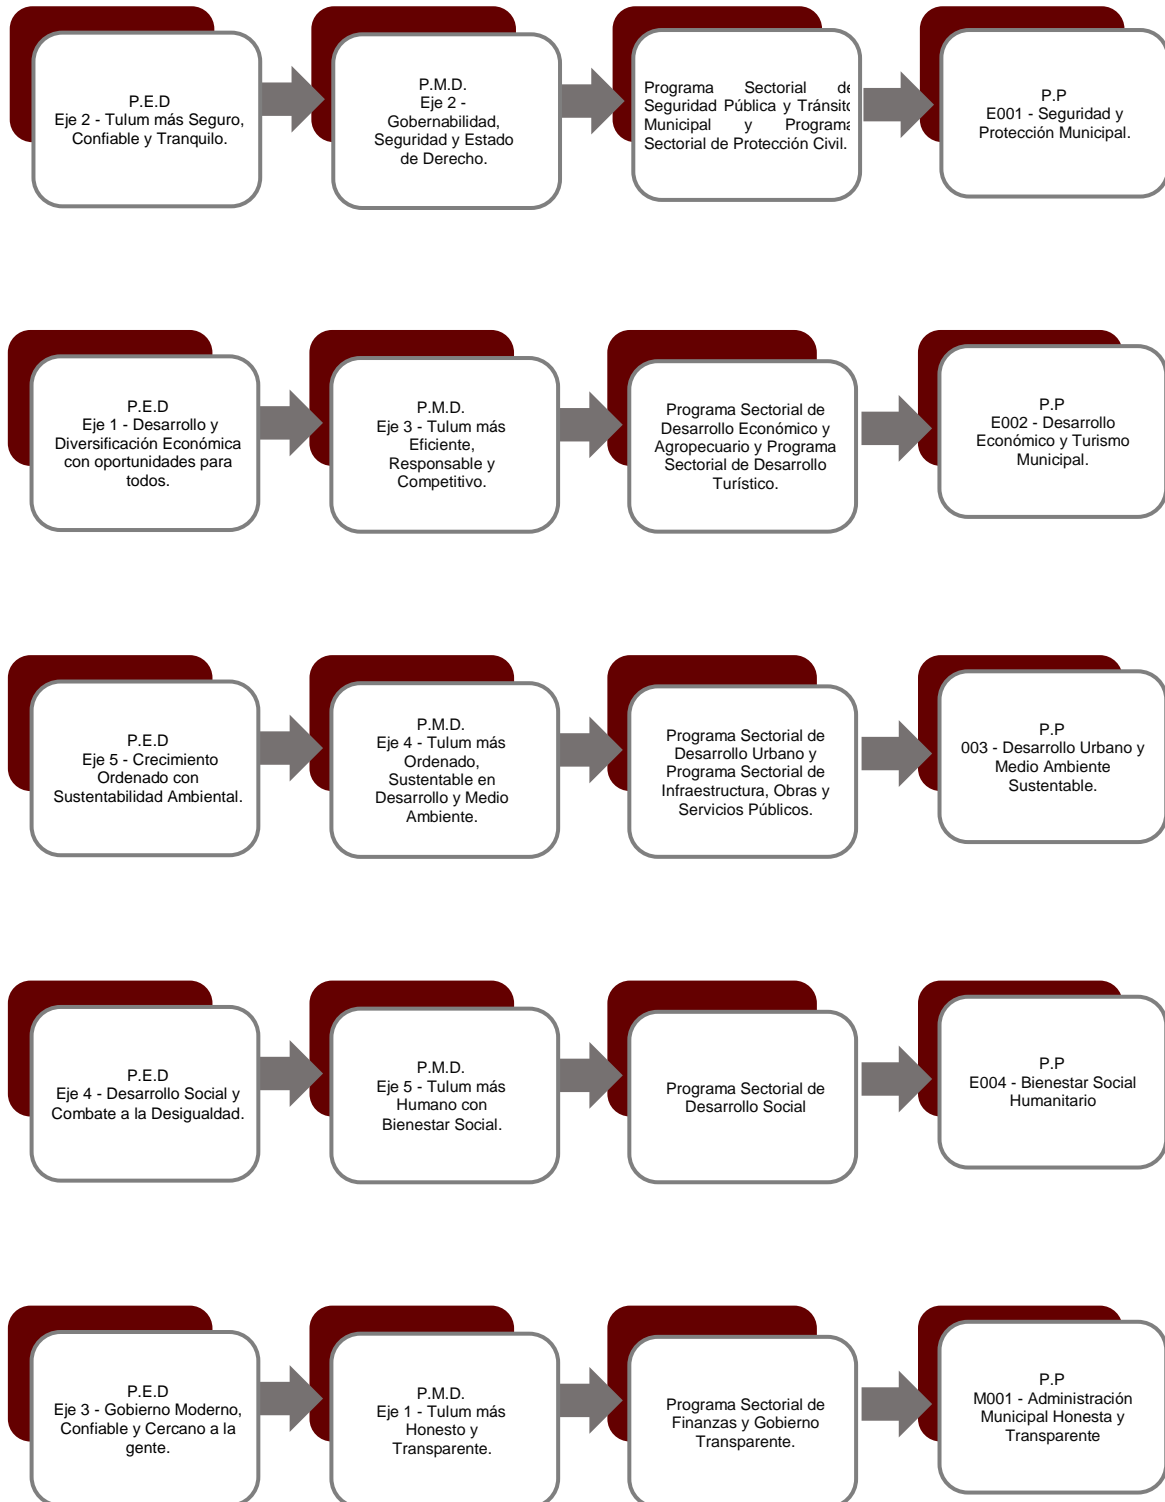 P.E.D
Eje 2 - Tulum más Seguro,
Confiable y Tranquilo.
P.M.D.
Eje 2 -
Gobernabilidad,
Seguridad y Estado
de Derecho.
Programa Sectorial de
Seguridad Pública y Tránsito
Municipal y Programa
Sectorial de Protección Civil.
P.P
E001 - Seguridad y
Protección Municipal.
P.E.D
Eje 1 - Desarrollo y
Diversificación Económica
con oportunidades para
todos.
P.M.D.
Eje 3 - Tulum más
Eficiente,
Responsable y
Competitivo.
Programa Sectorial de
Desarrollo Económico y
Agropecuario y Programa
Sectorial de Desarrollo
Turístico.
P.P
E002 - Desarrollo
Económico y Turismo
Municipal.
P.E.D
Eje 5 - Crecimiento
Ordenado con
Sustentabilidad Ambiental.
P.M.D.
Eje 4 - Tulum más
Ordenado,
Sustentable en
Desarrollo y Medio
Ambiente.
Programa Sectorial de
Desarrollo Urbano y
Programa Sectorial de
Infraestructura, Obras y
Servicios Públicos.
P.P
003 - Desarrollo Urbano y
Medio Ambiente
Sustentable.
P.E.D
Eje 4 - Desarrollo Social y
Combate a la Desigualdad.
P.M.D.
Eje 5 - Tulum más
Humano con
Bienestar Social.
Programa Sectorial de
Desarrollo Social
P.P
E004 - Bienestar Social
Humanitario
P.E.D
Eje 3 - Gobierno Moderno,
Confiable y Cercano a la
gente.
P.M.D.
Eje 1 - Tulum más
Honesto y
Transparente.
Programa Sectorial de
Finanzas y Gobierno
Transparente.
P.P
M001 - Administración
Municipal Honesta y
Transparente